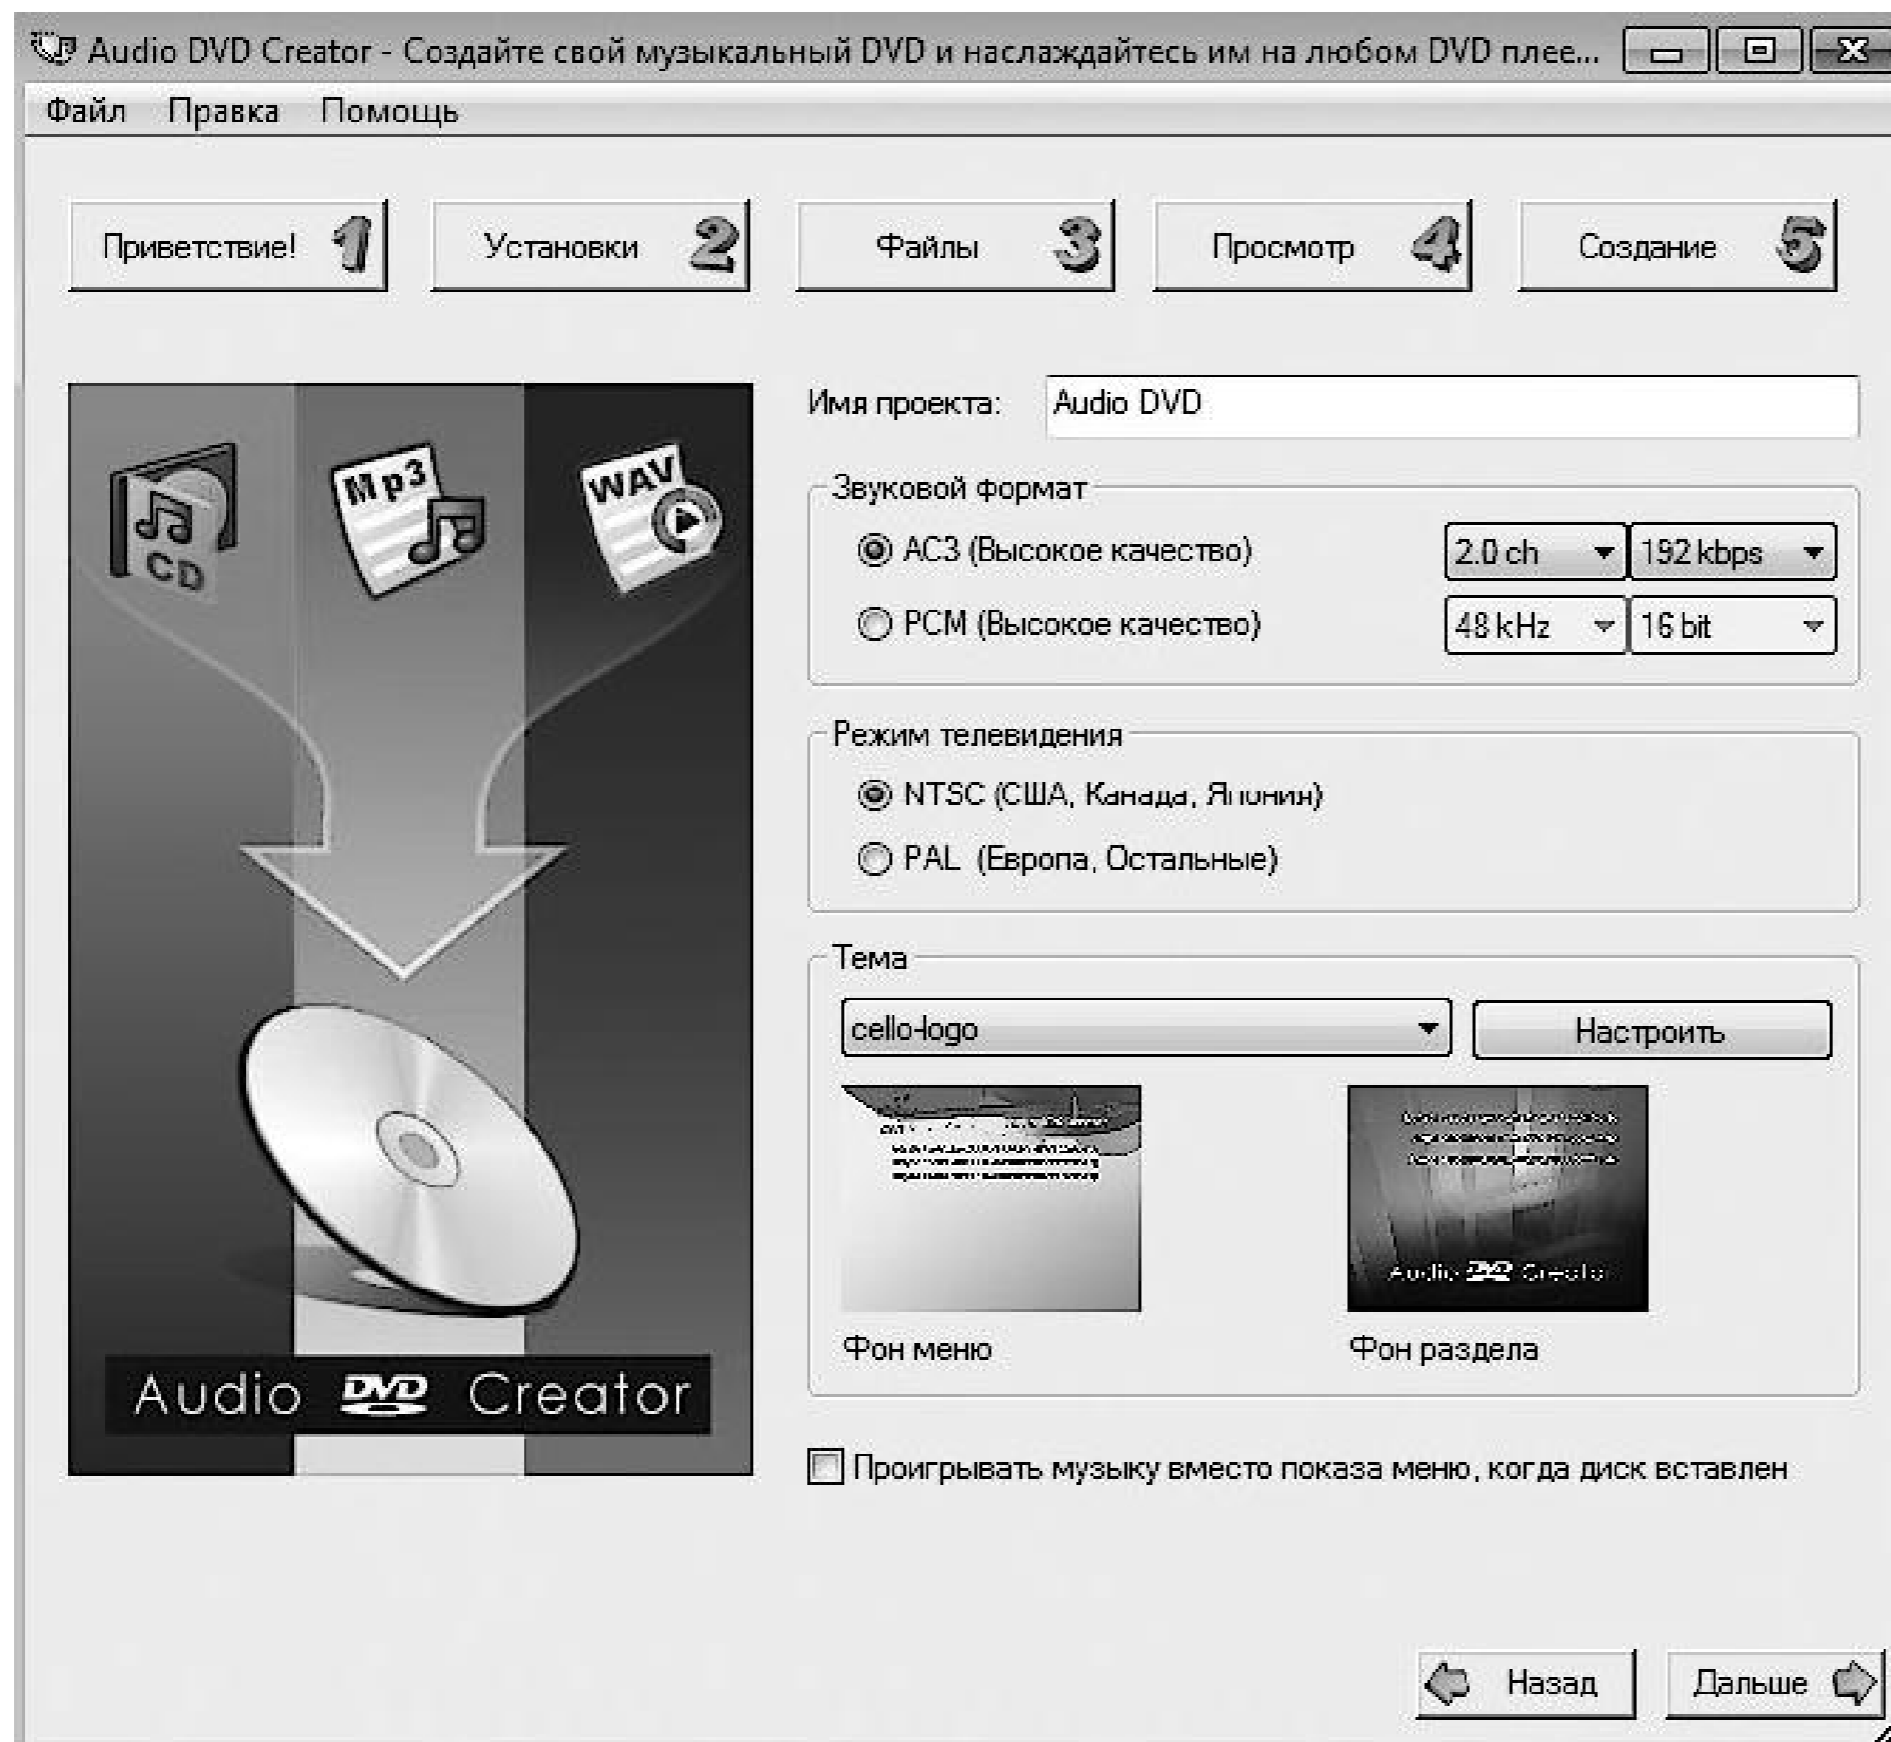 Audio DVD Creator - Создайте свой музыкальный DVD и наслаждайтесь им на любом DVD плее...
Файл Правка Помощь
Приветствие! 1 Установки 2 Файлы 3 Просмотр 4 Создание 5
Имя проекта: Audio DVD
Звуковой формат
AC3 (Высокое качество) 2.0 ch 192 kbps
PCM (Высокое качество) 48 kHz 16 bit
Режим телевидения
NTSC (США, Канада, Япония)
PAL (Европа, Остальные)
Тема
cello-logo Настроить
Audio DVD Creator
Фон меню Фон раздела
Проигрывать музыку вместо показа меню, когда диск вставлен
CD
Mp3
WAV
Audio DVD Creator
Назад Дальше